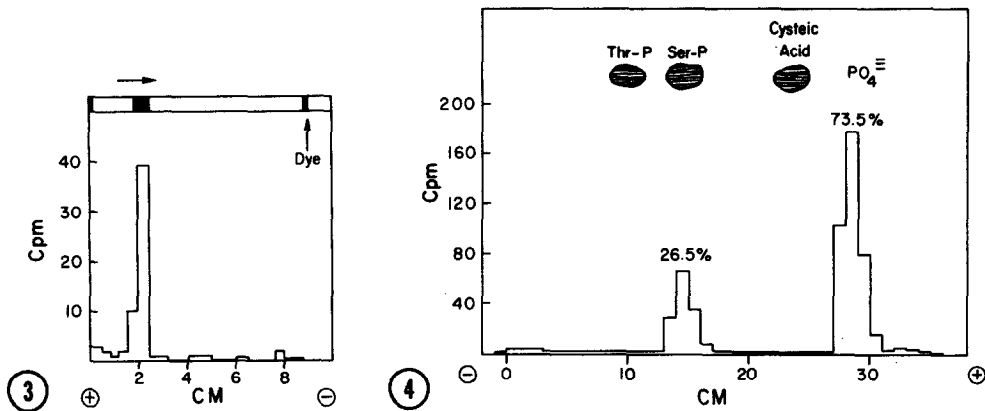 Dye
40
30
20
10
Cpm
2 4 6 8
CM
⊕ ⊖
3
Thr-P Ser-P Cysteic
Acid PO₄≡
200
160
120
80
40
Cpm
26.5%
73.5%
0 10 20 30
CM
⊖ ⊕
4